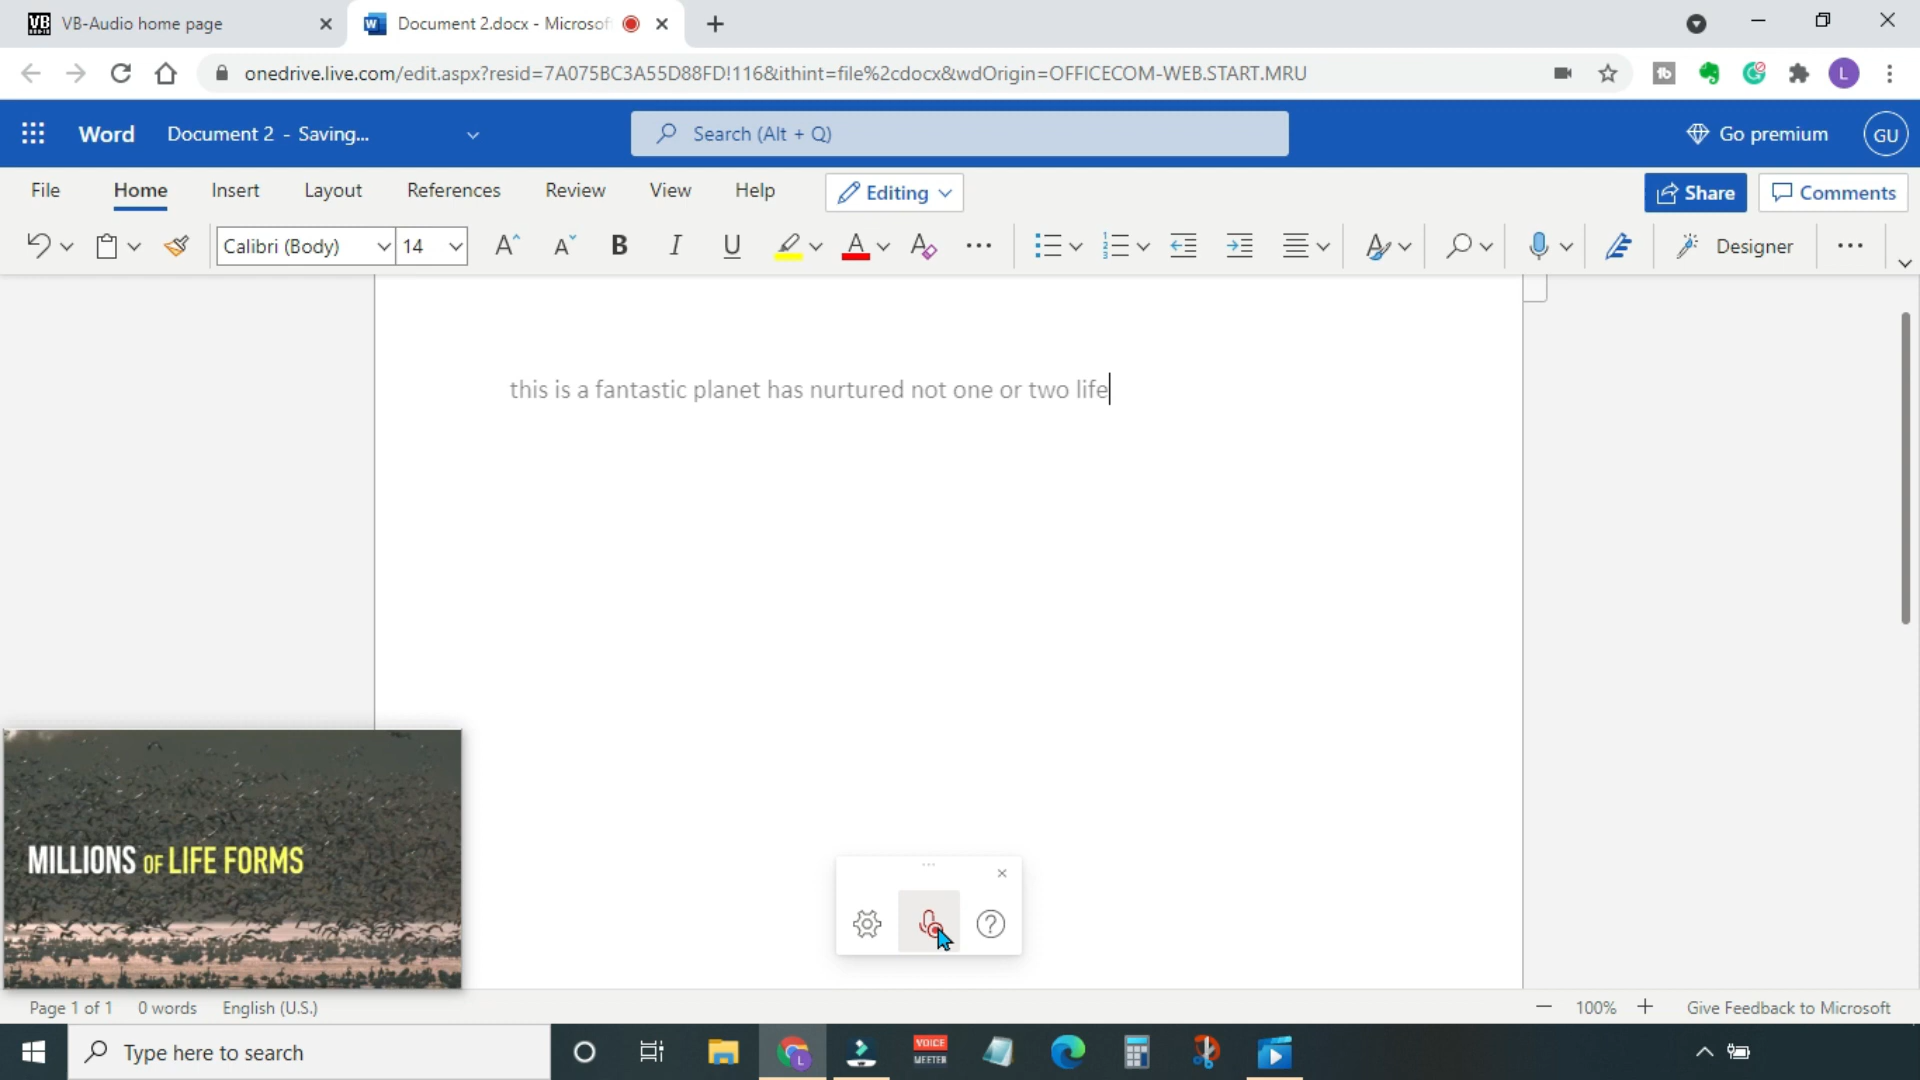 VB-Audio home page
Document 2.docx - Microsof
onedrive.live.com/edit.aspx?resid=7A075BC3A55D88FD!116&ithint=file%2cdocx&wdOrigin=OFFICECOM-WEB.START.MRU
L
Word Document 2 - Saving...
Search (Alt + Q)
Go premium
GU
File Home Insert Layout References Review View Help Editing Share Comments
Calibri (Body) 14 B I U Designer
this is a fantastic planet has nurtured not one or two life
MILLIONS OF LIFE FORMS
Page 1 of 1 0 words English (U.S.) 100% Give Feedback to Microsoft
Type here to search
VOICE
MEETER